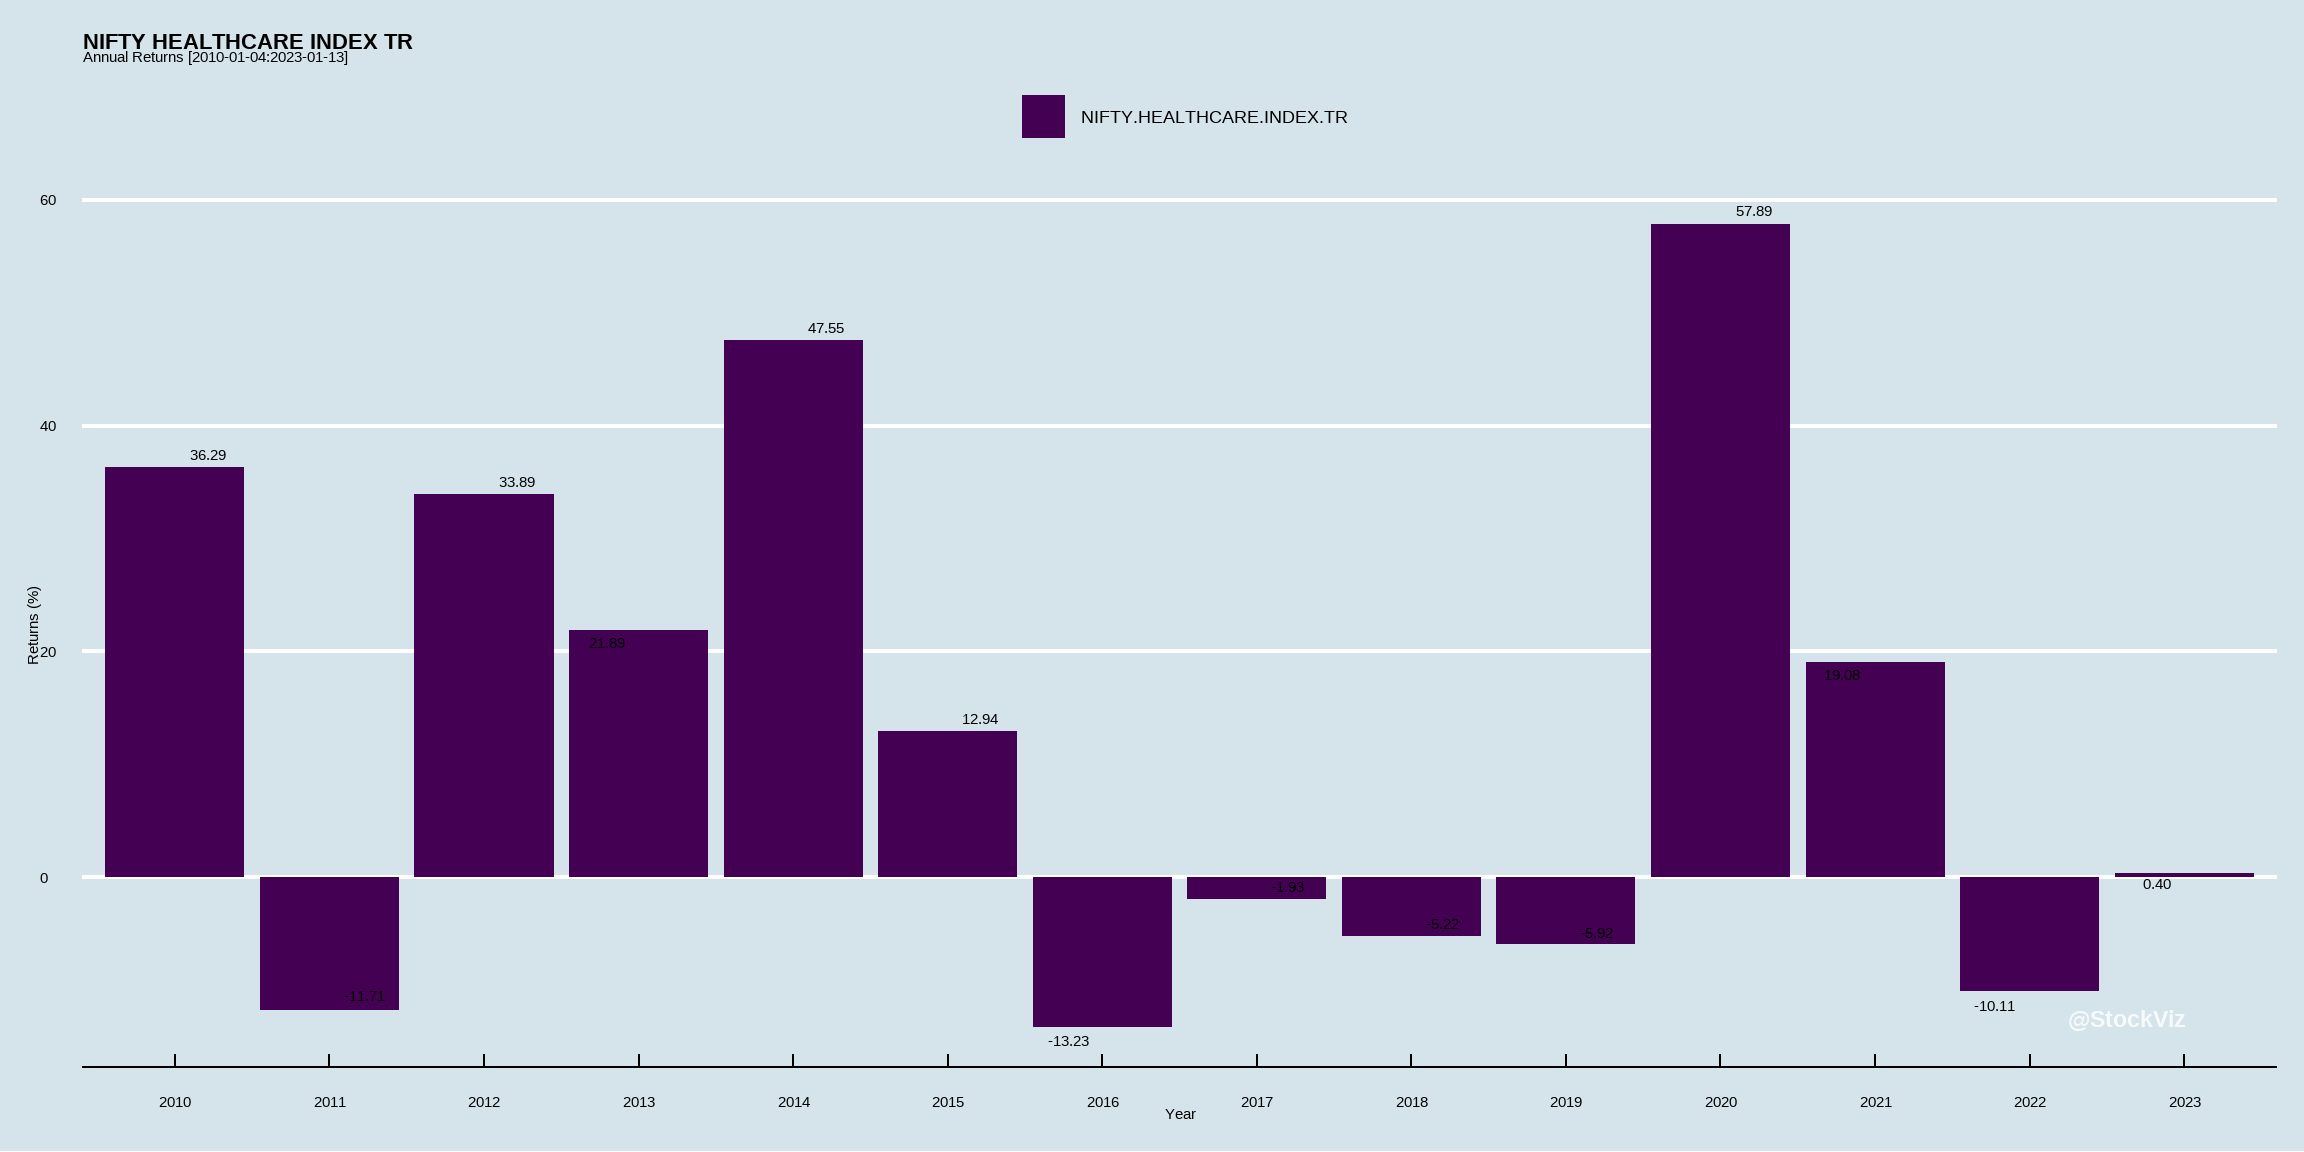 NIFTY HEALTHCARE INDEX TR
Annual Returns [2010-01-04:2023-01-13]
NIFTY.HEALTHCARE.INDEX.TR
60
57.89
47.55
40
36.29
33.89
21.89
20
Returns (%)
19.08
12.94
0
0.40
-1.93
-5.22
-5.92
-11.71
-10.11
@StockViz
-13.23
2010 2011 2012 2013 2014 2015 2016 2017 2018 2019 2020 2021 2022 2023
Year